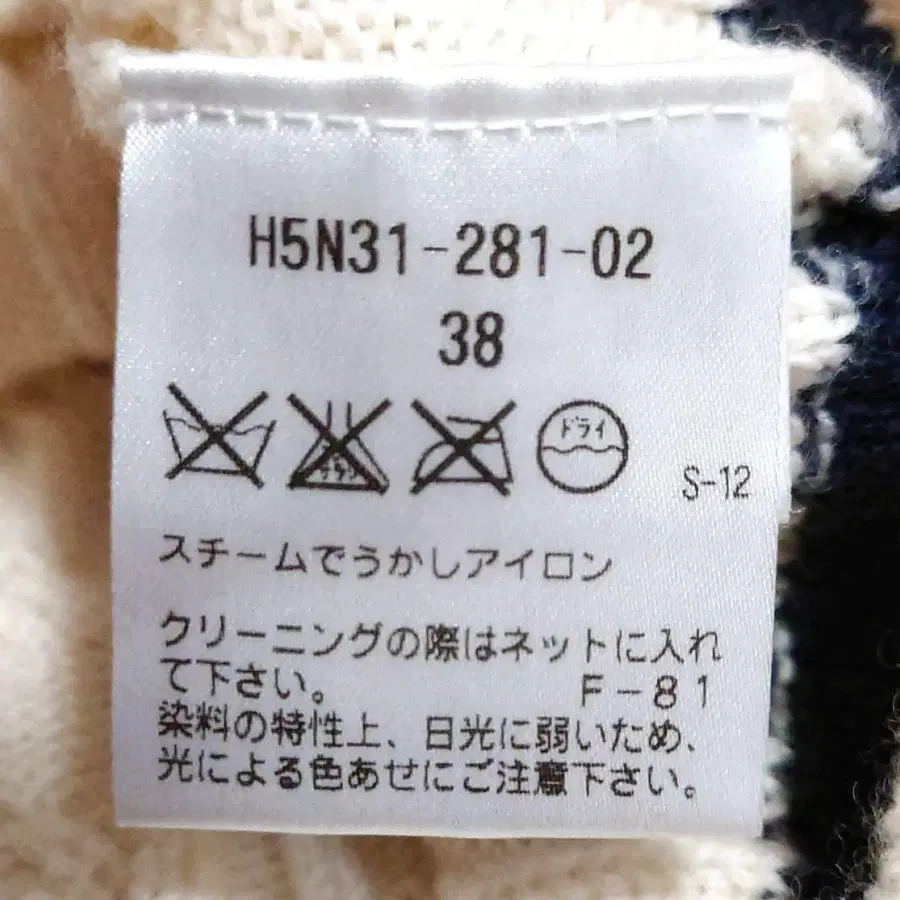 H5N31-281-02
38
ドライ
S-12
スチームでうかしアイロン
クリーニングの際はネットに入れ
て下さい。 F-81
染料の特性上、日光に弱いため、
光による色あせにご注意下さい。